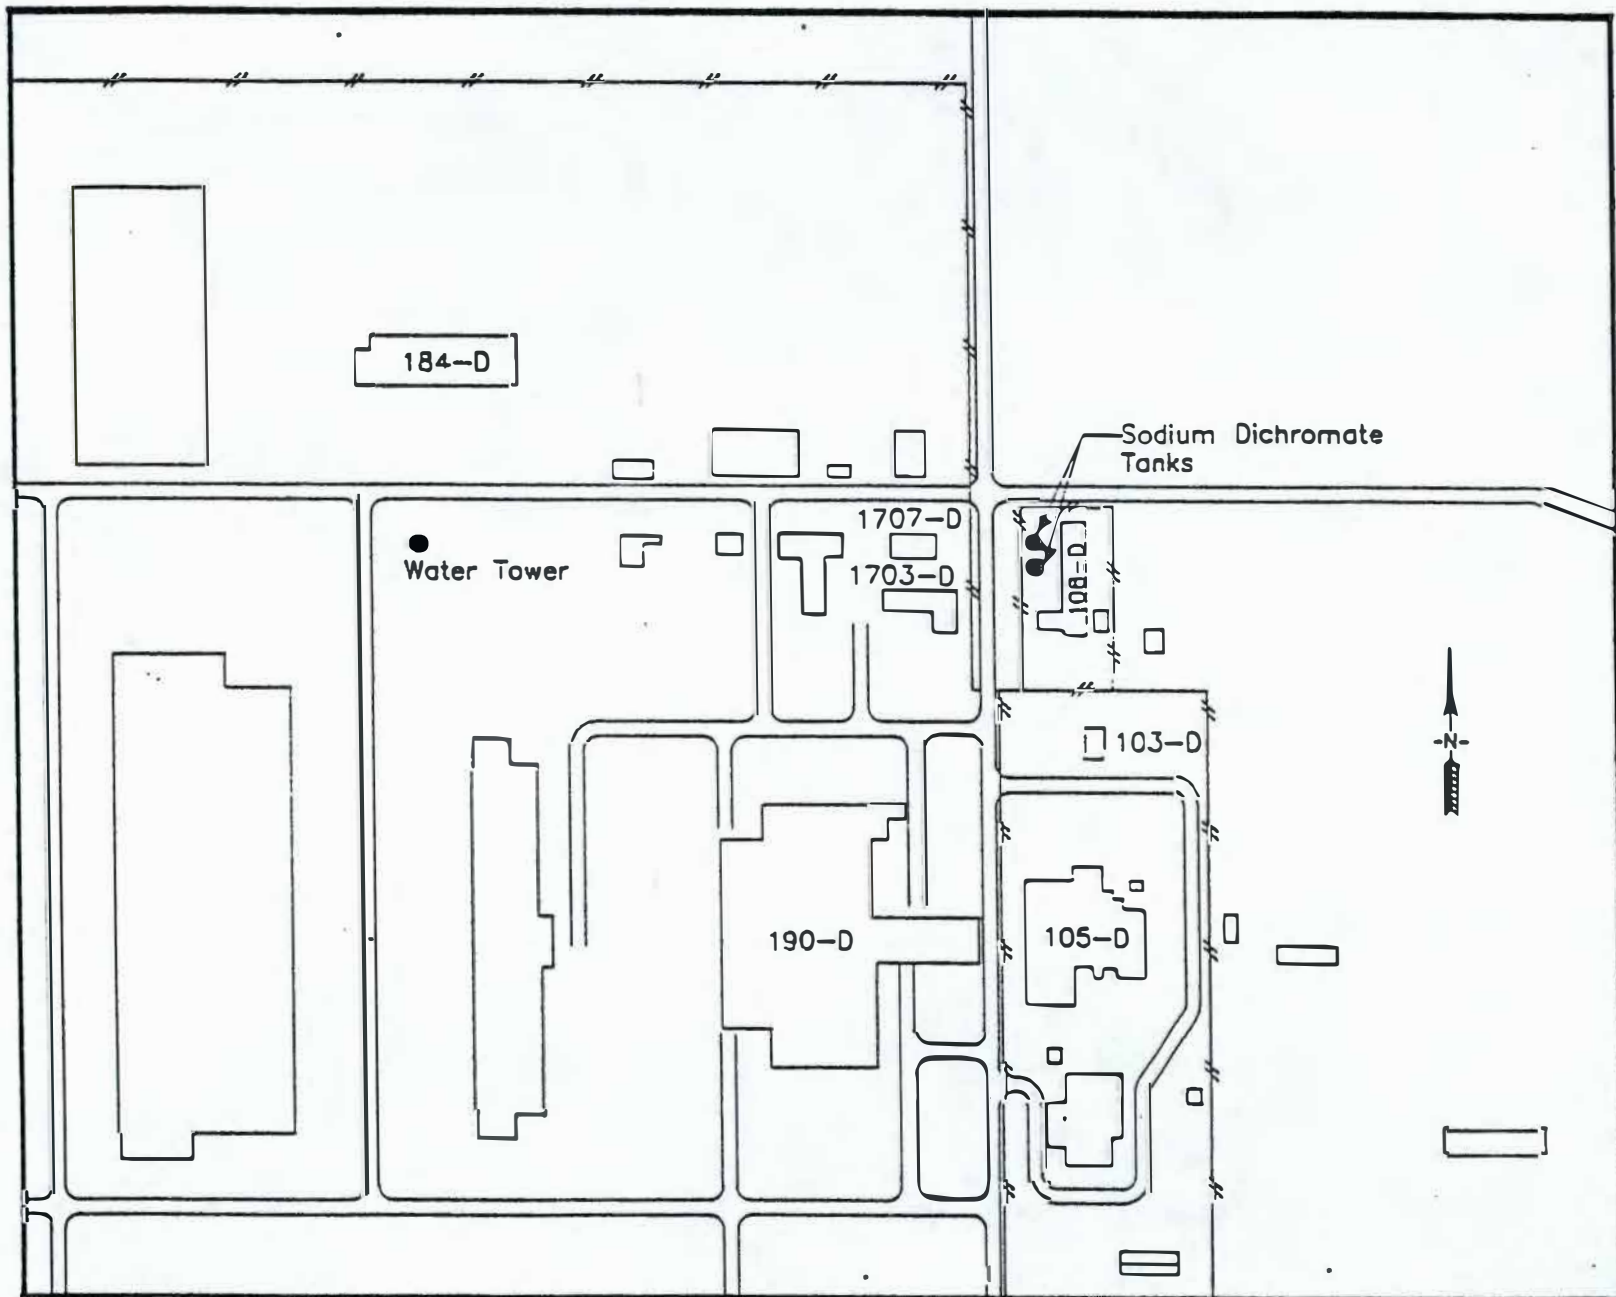 184-D
Sodium Dichromate
Tanks
1707-D
Water Tower
1703-D
108-D
103-D
-N-
190-D
105-D